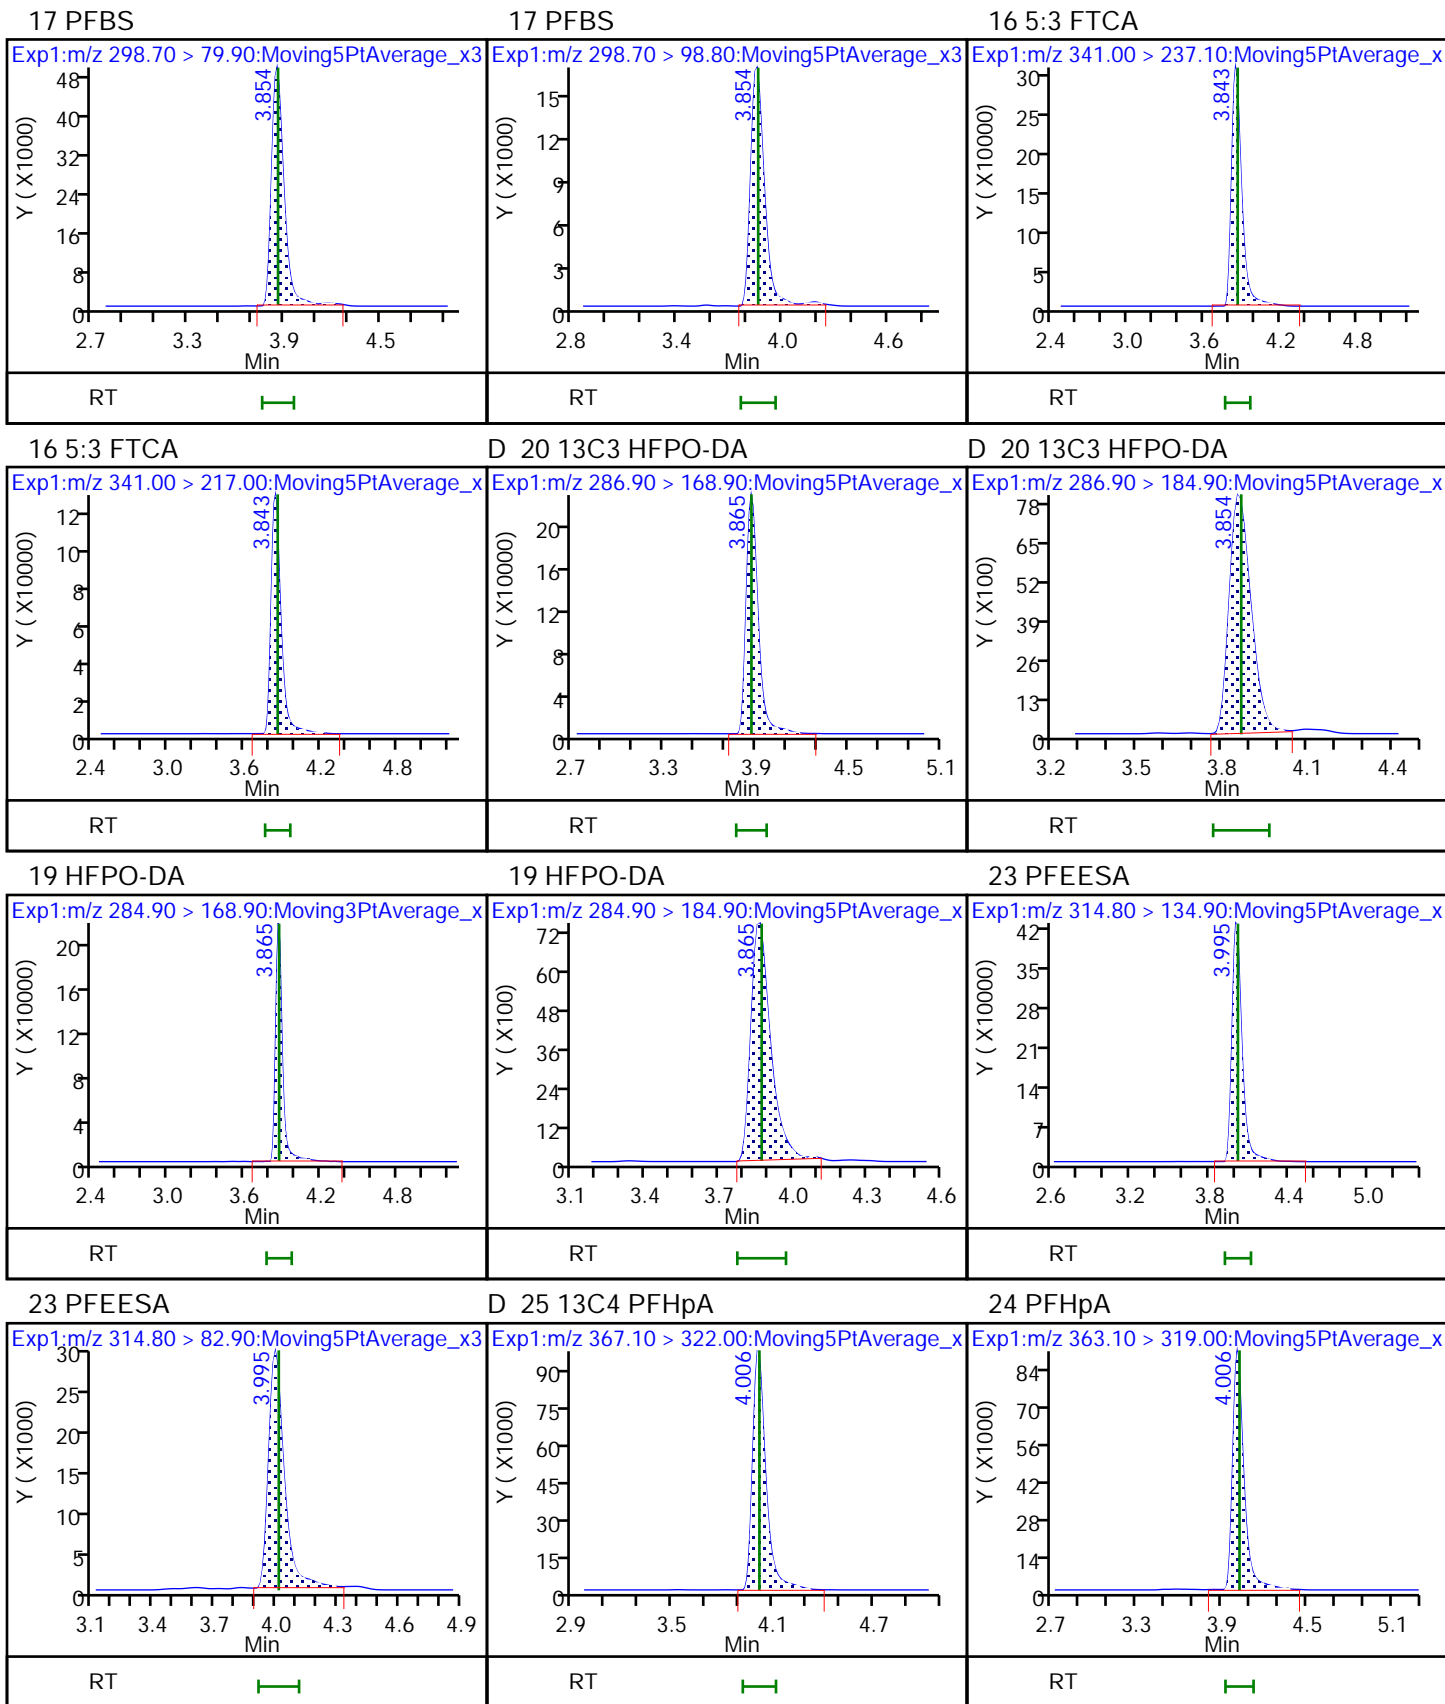 17 PFBS
Exp1:m/z 298.70 > 79.90:Moving5PtAverage_x3
3.854
Y ( X10000)
48
40
32
24
16
8
0
2.7 3.3 3.9 4.5
Min
RT
17 PFBS
Exp1:m/z 298.70 > 98.80:Moving5PtAverage_x3
3.854
Y ( X10000)
15
12
9
6
3
0
2.8 3.4 4.0 4.6
Min
RT
16 5:3 FTCA
Exp1:m/z 341.00 > 237.10:Moving5PtAverage_x
3.843
Y ( X10000)
30
25
20
15
10
5
0
2.4 3.0 3.6 4.2 4.8
Min
RT
16 5:3 FTCA
Exp1:m/z 341.00 > 217.00:Moving5PtAverage_x
3.843
Y ( X10000)
12
10
8
6
4
2
0
2.4 3.0 3.6 4.2 4.8
Min
RT
D 20 13C3 HFPO-DA
Exp1:m/z 286.90 > 168.90:Moving5PtAverage_x
3.865
Y ( X10000)
20
16
12
8
4
0
2.7 3.3 3.9 4.5 5.1
Min
RT
D 20 13C3 HFPO-DA
Exp1:m/z 286.90 > 184.90:Moving5PtAverage_x
3.854
Y ( X100)
78
65
52
39
26
13
0
3.2 3.5 3.8 4.1 4.4
Min
RT
19 HFPO-DA
Exp1:m/z 284.90 > 168.90:Moving3PtAverage_x
3.865
Y ( X10000)
20
16
12
8
4
0
2.4 3.0 3.6 4.2 4.8
Min
RT
19 HFPO-DA
Exp1:m/z 284.90 > 184.90:Moving5PtAverage_x
3.865
Y ( X100)
72
60
48
36
24
12
0
3.1 3.4 3.7 4.0 4.3 4.6
Min
RT
23 PFEESA
Exp1:m/z 314.80 > 134.90:Moving5PtAverage_x
3.995
Y ( X10000)
42
35
28
21
14
7
0
2.6 3.2 3.8 4.4 5.0
Min
RT
23 PFEESA
Exp1:m/z 314.80 > 82.90:Moving5PtAverage_x3
3.995
Y ( X1000)
30
25
20
15
10
5
0
3.1 3.4 3.7 4.0 4.3 4.6 4.9
Min
RT
D 25 13C4 PFHpA
Exp1:m/z 367.10 > 322.00:Moving5PtAverage_x
4.006
Y ( X1000)
90
75
60
45
30
15
0
2.9 3.5 4.1 4.7
Min
RT
24 PFHpA
Exp1:m/z 363.10 > 319.00:Moving5PtAverage_x
4.006
Y ( X1000)
84
70
56
42
28
14
0
2.7 3.3 3.9 4.5 5.1
Min
RT